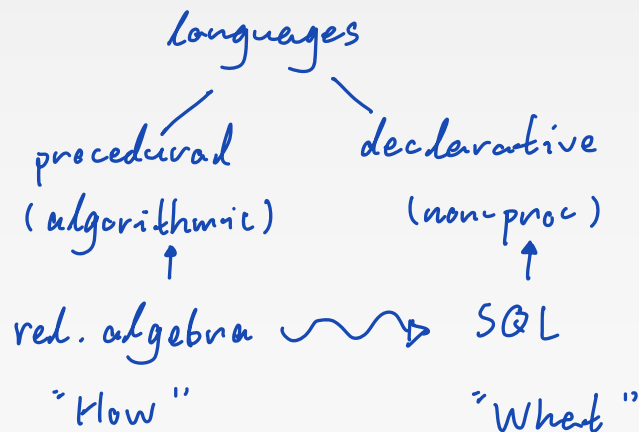 languages
procedural declarative
(algorithmic) (non-proc)
rel. algebra SQL
"How" "What"